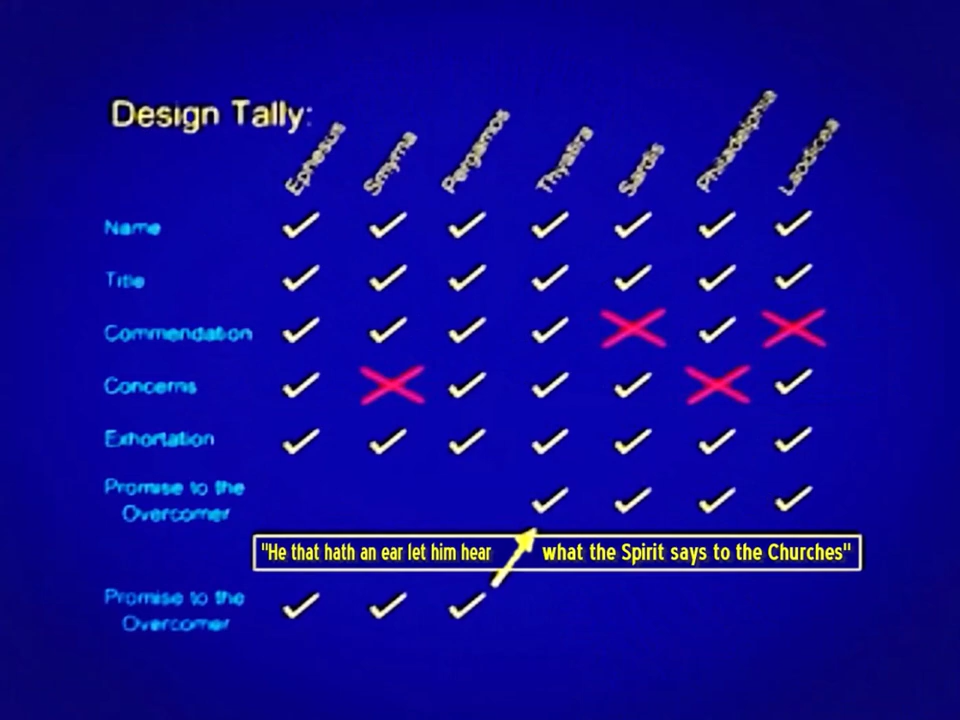 Design Tally:
Ephesus Smyrna Pergamos Thyatira Sardis Philadelphia Laodicea
Name ✓ ✓ ✓ ✓ ✓ ✓ ✓
Title ✓ ✓ ✓ ✓ ✓ ✓ ✓
Commendation ✓ ✓ ✓ ✓ ✗ ✓ ✗
Concerns ✓ ✗ ✓ ✓ ✓ ✗ ✓
Exhortation ✓ ✓ ✓ ✓ ✓ ✓ ✓
Promise to the
Overcomer ✓ ✓ ✓ ✓
"He that hath an ear let him hear what the Spirit says to the Churches"
Promise to the
Overcomer ✓ ✓ ✓